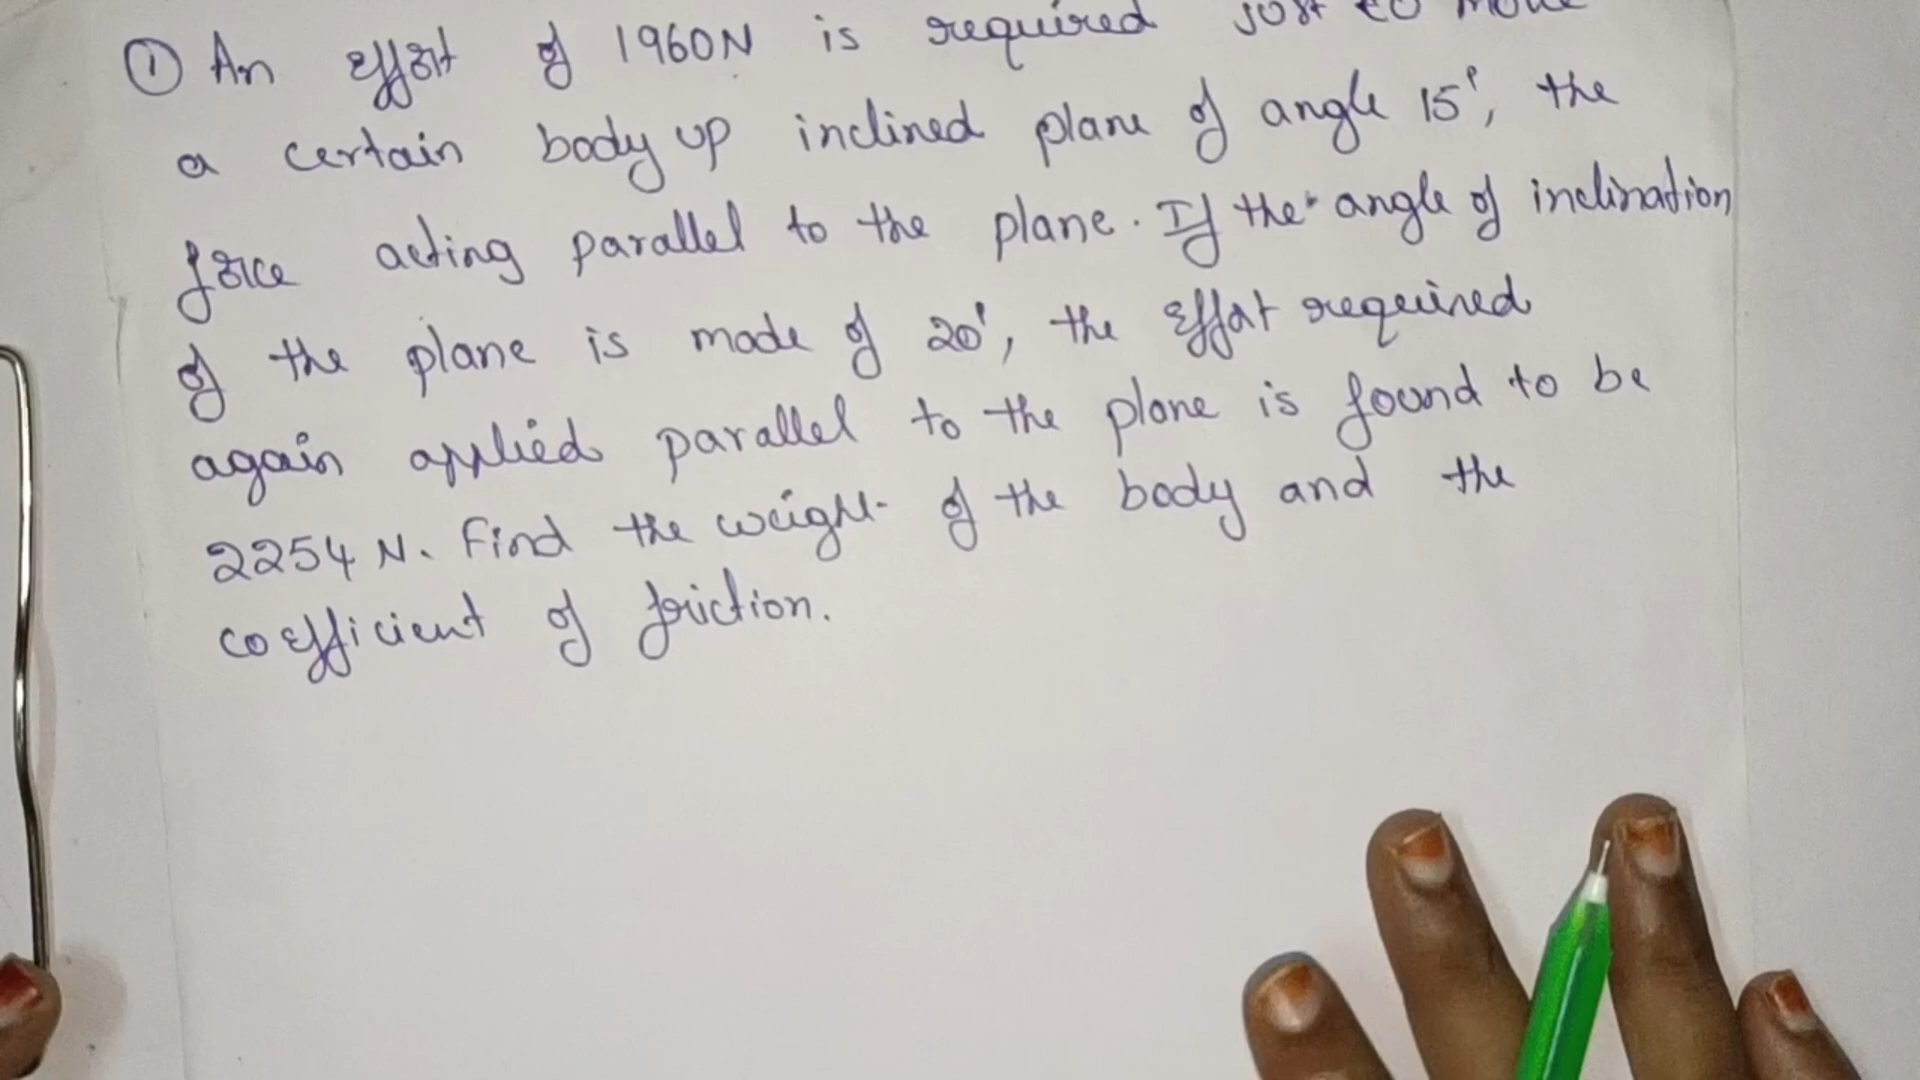 ① An effort of 1960N is required just to move
a certain body up inclined plane of angle 15°, the
force acting parallel to the plane. If the angle of inclination
of the plane is made of 20°, the effort required
again applied parallel to the plane is found to be
2254 N. Find the weight of the body and the
coefficient of friction.